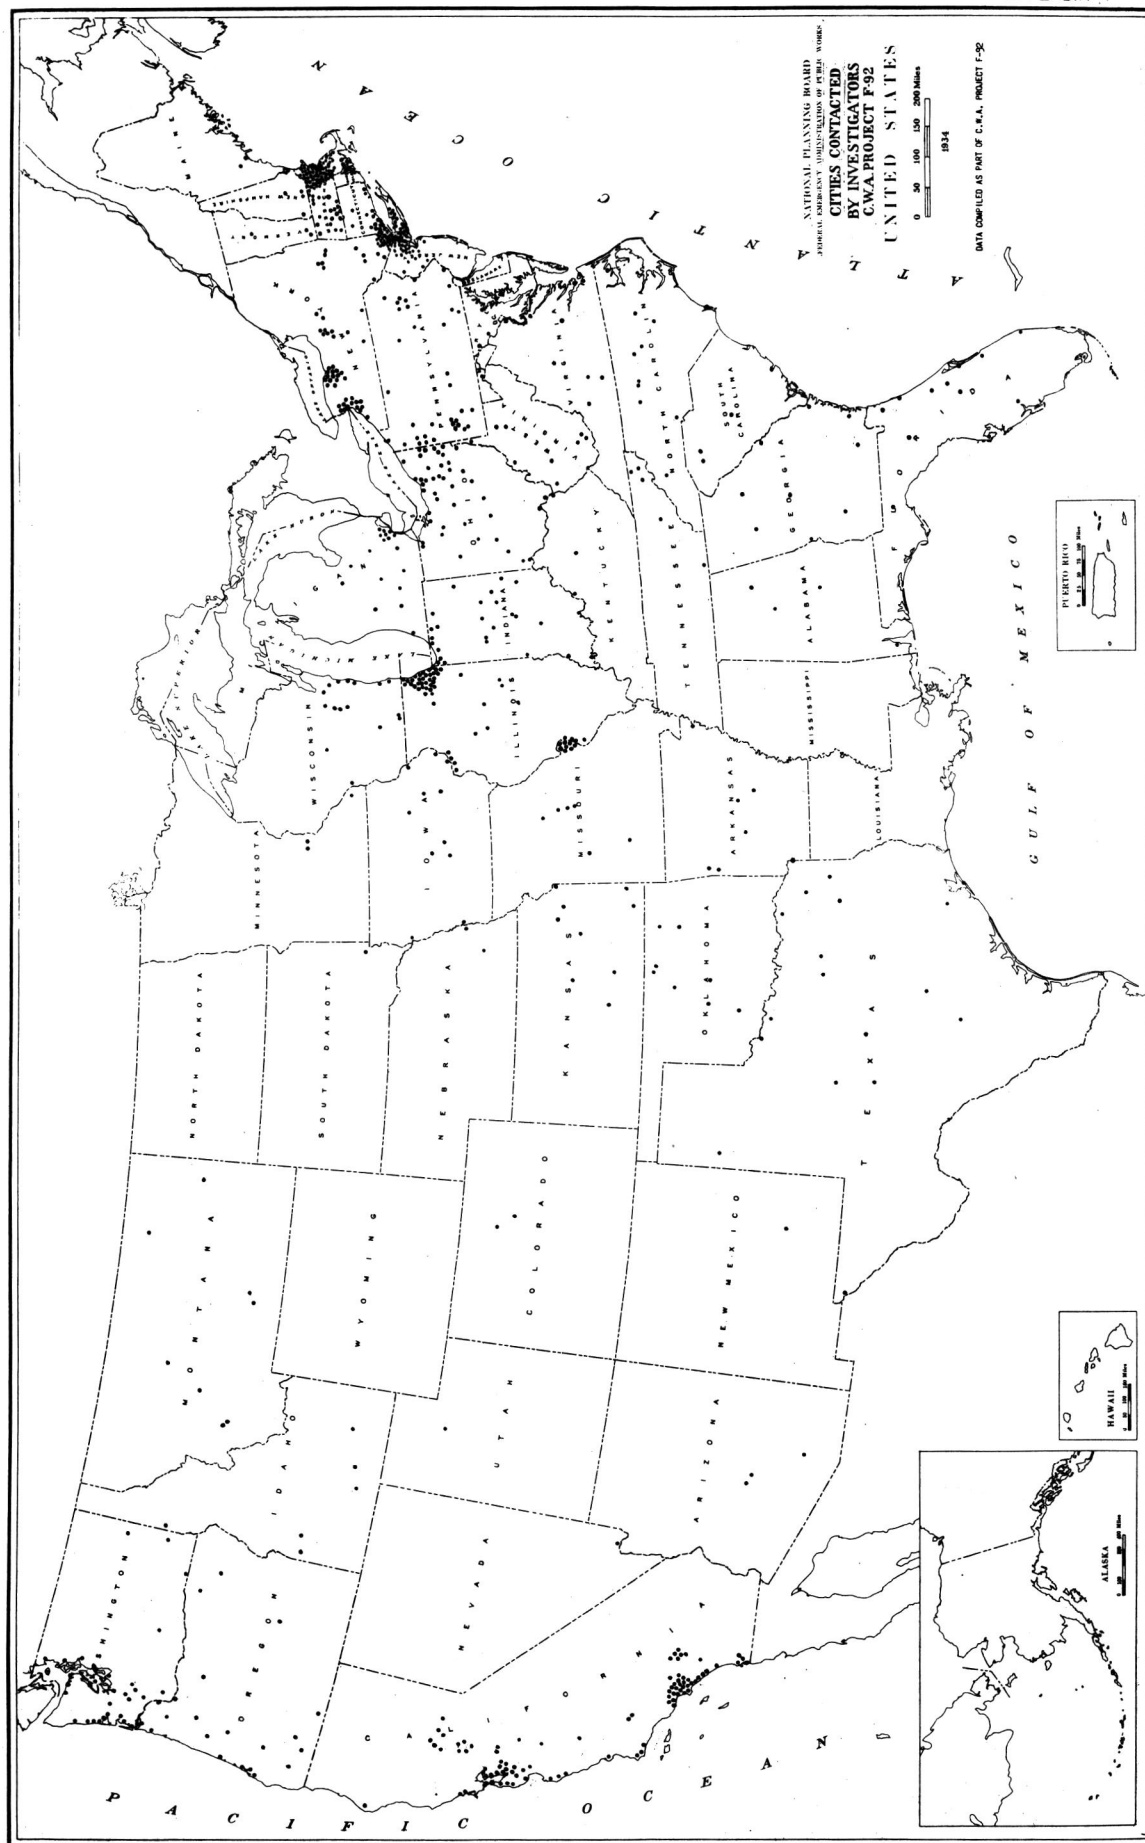 NATIONAL PLANNING BOARD
FEDERAL EMERGENCY ADMINISTRATION OF PUBLIC WORKS
CITIES CONTACTED
BY INVESTIGATORS
C.W.A. PROJECT F-92
UNITED STATES
0 50 100 150 200 Miles
1934
DATA COMPILED AS PART OF C.W.A. PROJECT F-92
PACIFIC OCEAN
ATLANTIC OCEAN
GULF OF MEXICO
OREGON
CALIFORNIA
NEVADA
IDAHO
MONTANA
WYOMING
UTAH
ARIZONA
COLORADO
NEW MEXICO
NORTH DAKOTA
SOUTH DAKOTA
NEBRASKA
KANSAS
OKLAHOMA
TEXAS
MINNESOTA
IOWA
MISSOURI
ARKANSAS
LOUISIANA
WISCONSIN
ILLINOIS
LAKE SUPERIOR
LAKE MICHIGAN
INDIANA
OHIO
KENTUCKY
TENNESSEE
MISSISSIPPI
ALABAMA
GEORGIA
SOUTH
CAROLINA
NORTH CAROLINA
VIRGINIA
PENNSYLVANIA
NEW YORK
MAINE
PUERTO RICO
HAWAII
ALASKA